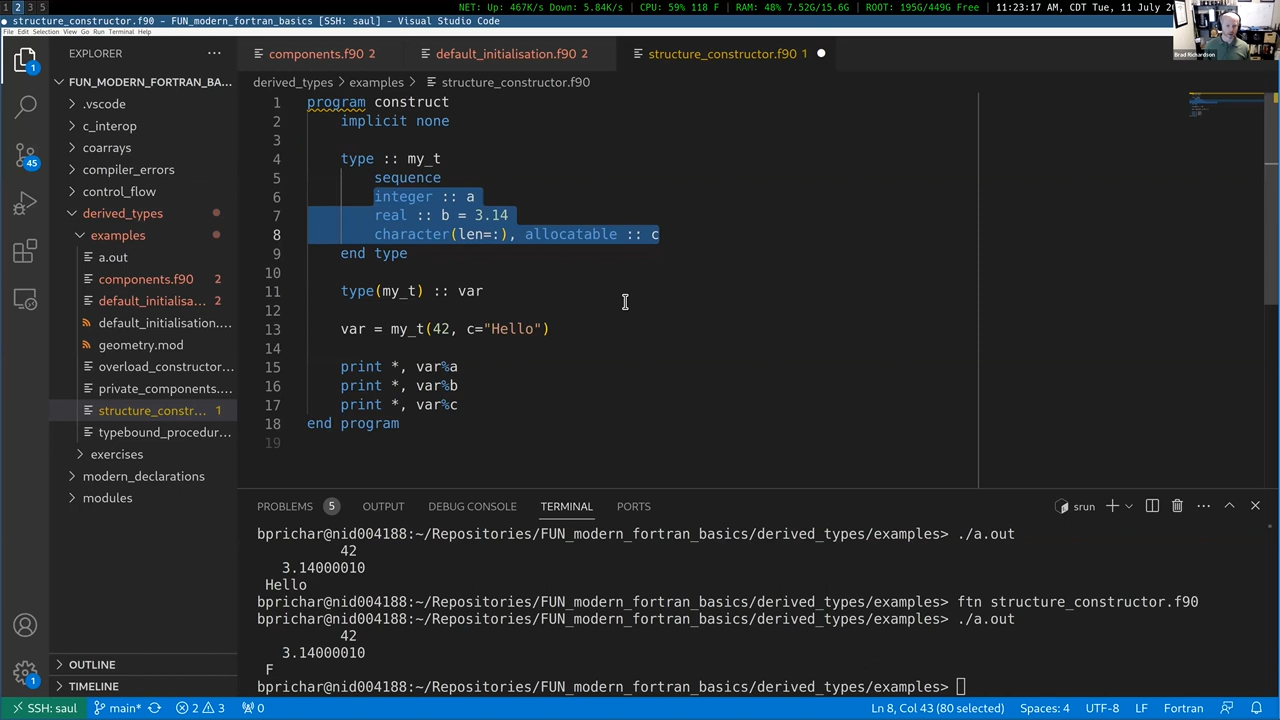 1 2 3 5 NET: Up: 467K/s Down: 5.84K/s | CPU: 59% 118 F | RAM: 48% 7.52G/15.6G | ROOT: 195G/449G Free | 11:23:17 AM, CDT Tue, 11 July
● structure_constructor.f90 - FUN_modern_fortran_basics [SSH: saul] - Visual Studio Code
File Edit Selection View Go Run Terminal Help
Brad Richardson
EXPLORER ...
components.f90 2
default_initialisation.f90 2
structure_constructor.f90 1
FUN_MODERN_FORTRAN_BA...
derived_types > examples > structure_constructor.f90
.vscode
c_interop
coarrays
compiler_errors
control_flow
derived_types
examples
a.out
components.f90 2
default_initialisa... 2
default_initialisation....
geometry.mod
overload_constructor...
private_components....
structure_constr... 1
typebound_procedur...
exercises
modern_declarations
modules
OUTLINE
TIMELINE
1
45
1
1 program construct
2 implicit none
3
4 type :: my_t
5 sequence
6 integer :: a
7 real :: b = 3.14
8 character(len=:), allocatable :: c
9 end type
10
11 type(my_t) :: var
12
13 var = my_t(42, c="Hello")
14
15 print *, var%a
16 print *, var%b
17 print *, var%c
18 end program
19
PROBLEMS 5 OUTPUT DEBUG CONSOLE TERMINAL PORTS
srun
bprichar@nid004188:~/Repositories/FUN_modern_fortran_basics/derived_types/examples> ./a.out
42
3.14000010
Hello
bprichar@nid004188:~/Repositories/FUN_modern_fortran_basics/derived_types/examples> ftn structure_constructor.f90
bprichar@nid004188:~/Repositories/FUN_modern_fortran_basics/derived_types/examples> ./a.out
42
3.14000010
F
bprichar@nid004188:~/Repositories/FUN_modern_fortran_basics/derived_types/examples>
SSH: saul main* 2 3 0 Ln 8, Col 43 (80 selected) Spaces: 4 UTF-8 LF Fortran